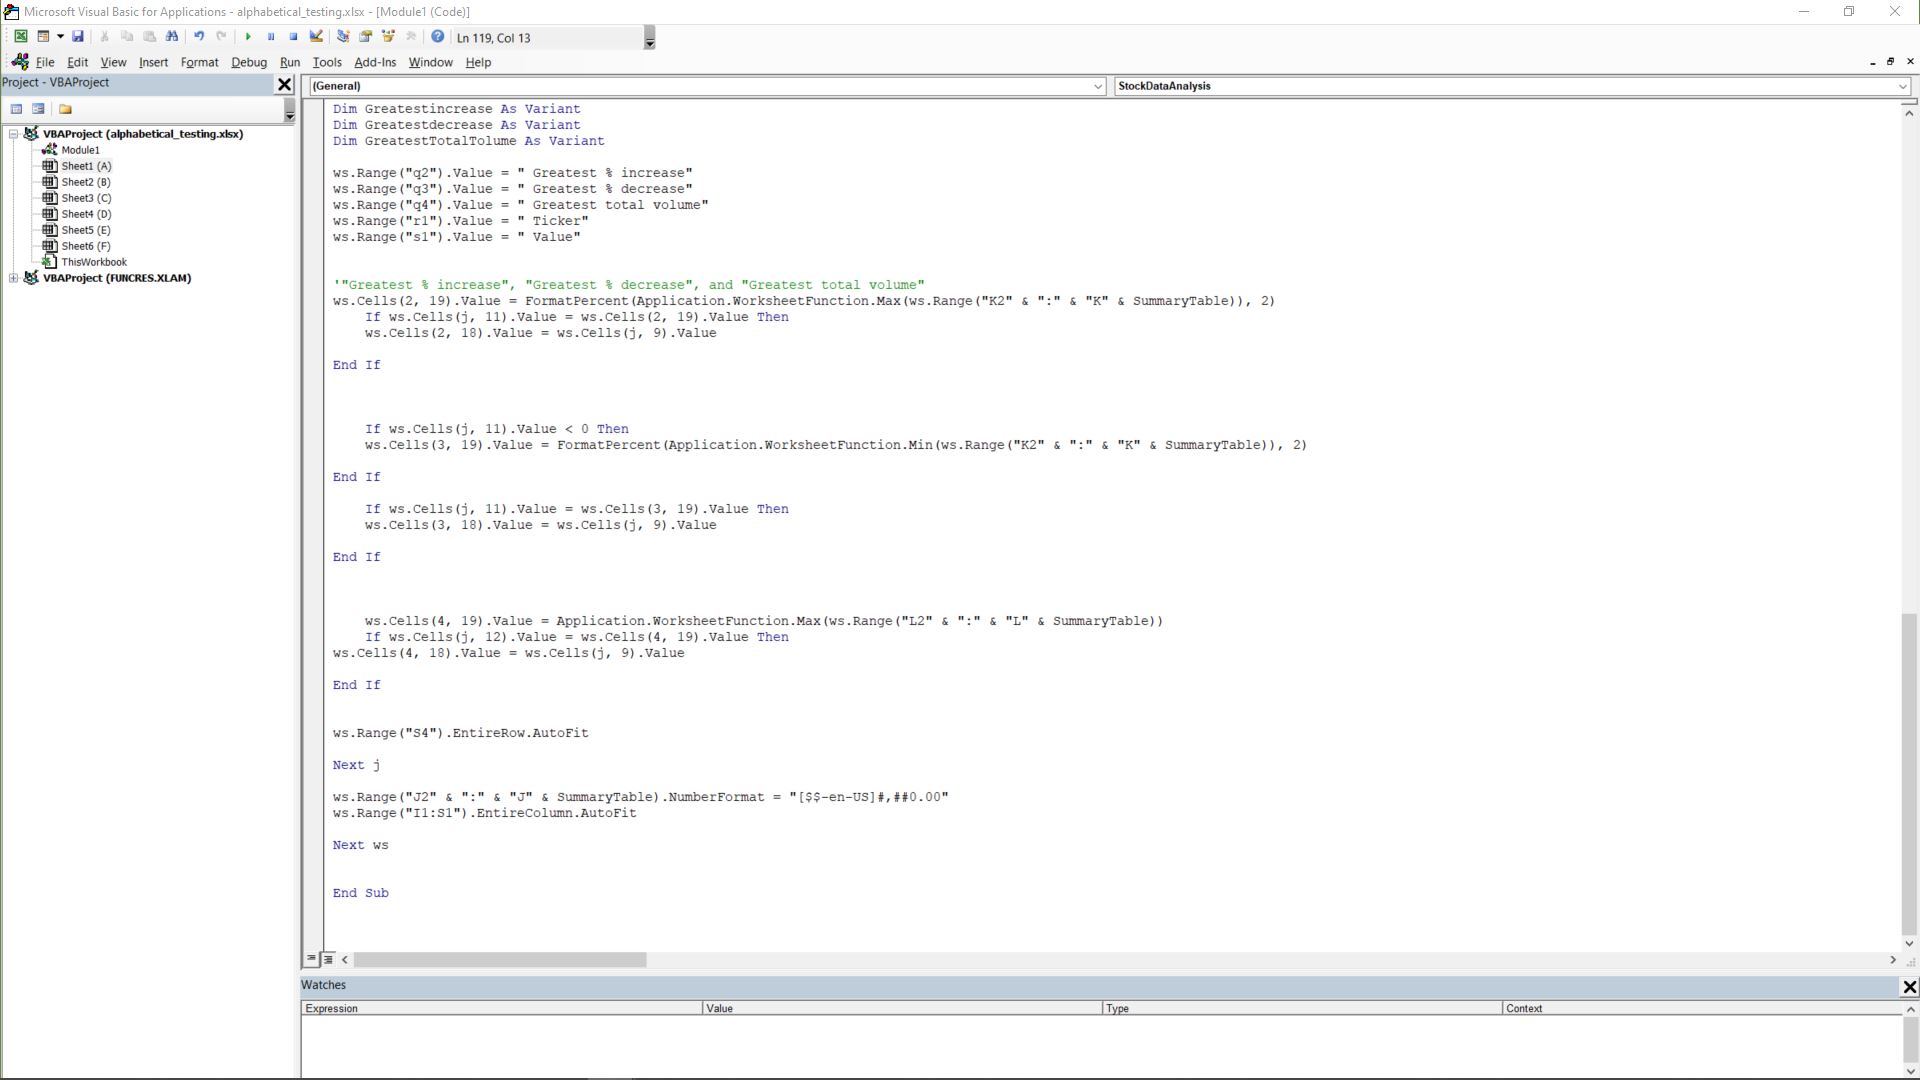 Microsoft Visual Basic for Applications - alphabetical_testing.xlsx - [Module1 (Code)]
Ln 119, Col 13
File Edit View Insert Format Debug Run Tools Add-Ins Window Help
Project - VBAProject
(General)
StockDataAnalysis
VBAProject (alphabetical_testing.xlsx)
Module1
Sheet1 (A)
Sheet2 (B)
Sheet3 (C)
Sheet4 (D)
Sheet5 (E)
Sheet6 (F)
ThisWorkbook
VBAProject (FUNCRES.XLAM)
Dim Greatestincrease As Variant
Dim Greatestdecrease As Variant
Dim GreatestTotalTolume As Variant
ws.Range("q2").Value = " Greatest % increase"
ws.Range("q3").Value = " Greatest % decrease"
ws.Range("q4").Value = " Greatest total volume"
ws.Range("r1").Value = " Ticker"
ws.Range("s1").Value = " Value"
'"Greatest % increase", "Greatest % decrease", and "Greatest total volume"
ws.Cells(2, 19).Value = FormatPercent(Application.WorksheetFunction.Max(ws.Range("K2" & ":" & "K" & SummaryTable)), 2)
If ws.Cells(j, 11).Value = ws.Cells(2, 19).Value Then
ws.Cells(2, 18).Value = ws.Cells(j, 9).Value
End If
If ws.Cells(j, 11).Value < 0 Then
ws.Cells(3, 19).Value = FormatPercent(Application.WorksheetFunction.Min(ws.Range("K2" & ":" & "K" & SummaryTable)), 2)
End If
If ws.Cells(j, 11).Value = ws.Cells(3, 19).Value Then
ws.Cells(3, 18).Value = ws.Cells(j, 9).Value
End If
ws.Cells(4, 19).Value = Application.WorksheetFunction.Max(ws.Range("L2" & ":" & "L" & SummaryTable))
If ws.Cells(j, 12).Value = ws.Cells(4, 19).Value Then
ws.Cells(4, 18).Value = ws.Cells(j, 9).Value
End If
ws.Range("S4").EntireRow.AutoFit
Next j
ws.Range("J2" & ":" & "J" & SummaryTable).NumberFormat = "[$$-en-US]#,##0.00"
ws.Range("I1:S1").EntireColumn.AutoFit
Next ws
End Sub
Watches
Expression Value Type Context